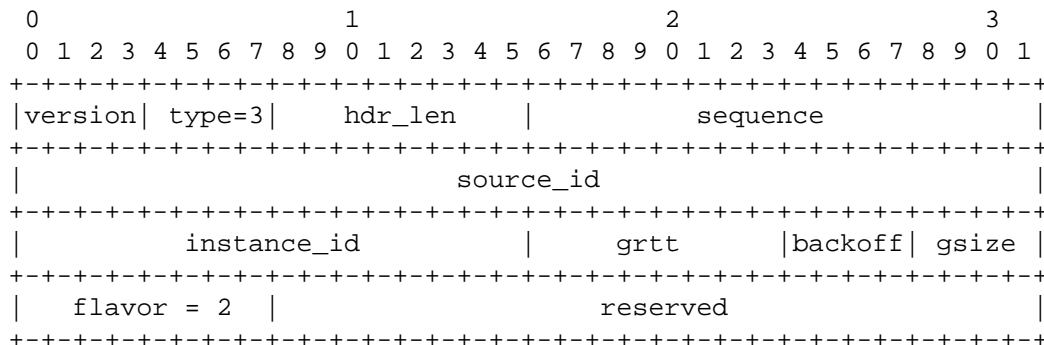 0                   1                   2                   3
 0 1 2 3 4 5 6 7 8 9 0 1 2 3 4 5 6 7 8 9 0 1 2 3 4 5 6 7 8 9 0 1
+-+-+-+-+-+-+-+-+-+-+-+-+-+-+-+-+-+-+-+-+-+-+-+-+-+-+-+-+-+-+-+-+
|version| type=3|    hdr_len    |          sequence             |
+-+-+-+-+-+-+-+-+-+-+-+-+-+-+-+-+-+-+-+-+-+-+-+-+-+-+-+-+-+-+-+-+
|                           source_id                           |
+-+-+-+-+-+-+-+-+-+-+-+-+-+-+-+-+-+-+-+-+-+-+-+-+-+-+-+-+-+-+-+-+
|          instance_id          |     grtt      |backoff| gsize |
+-+-+-+-+-+-+-+-+-+-+-+-+-+-+-+-+-+-+-+-+-+-+-+-+-+-+-+-+-+-+-+-+
|   flavor = 2  |                    reserved                   |
+-+-+-+-+-+-+-+-+-+-+-+-+-+-+-+-+-+-+-+-+-+-+-+-+-+-+-+-+-+-+-+-+